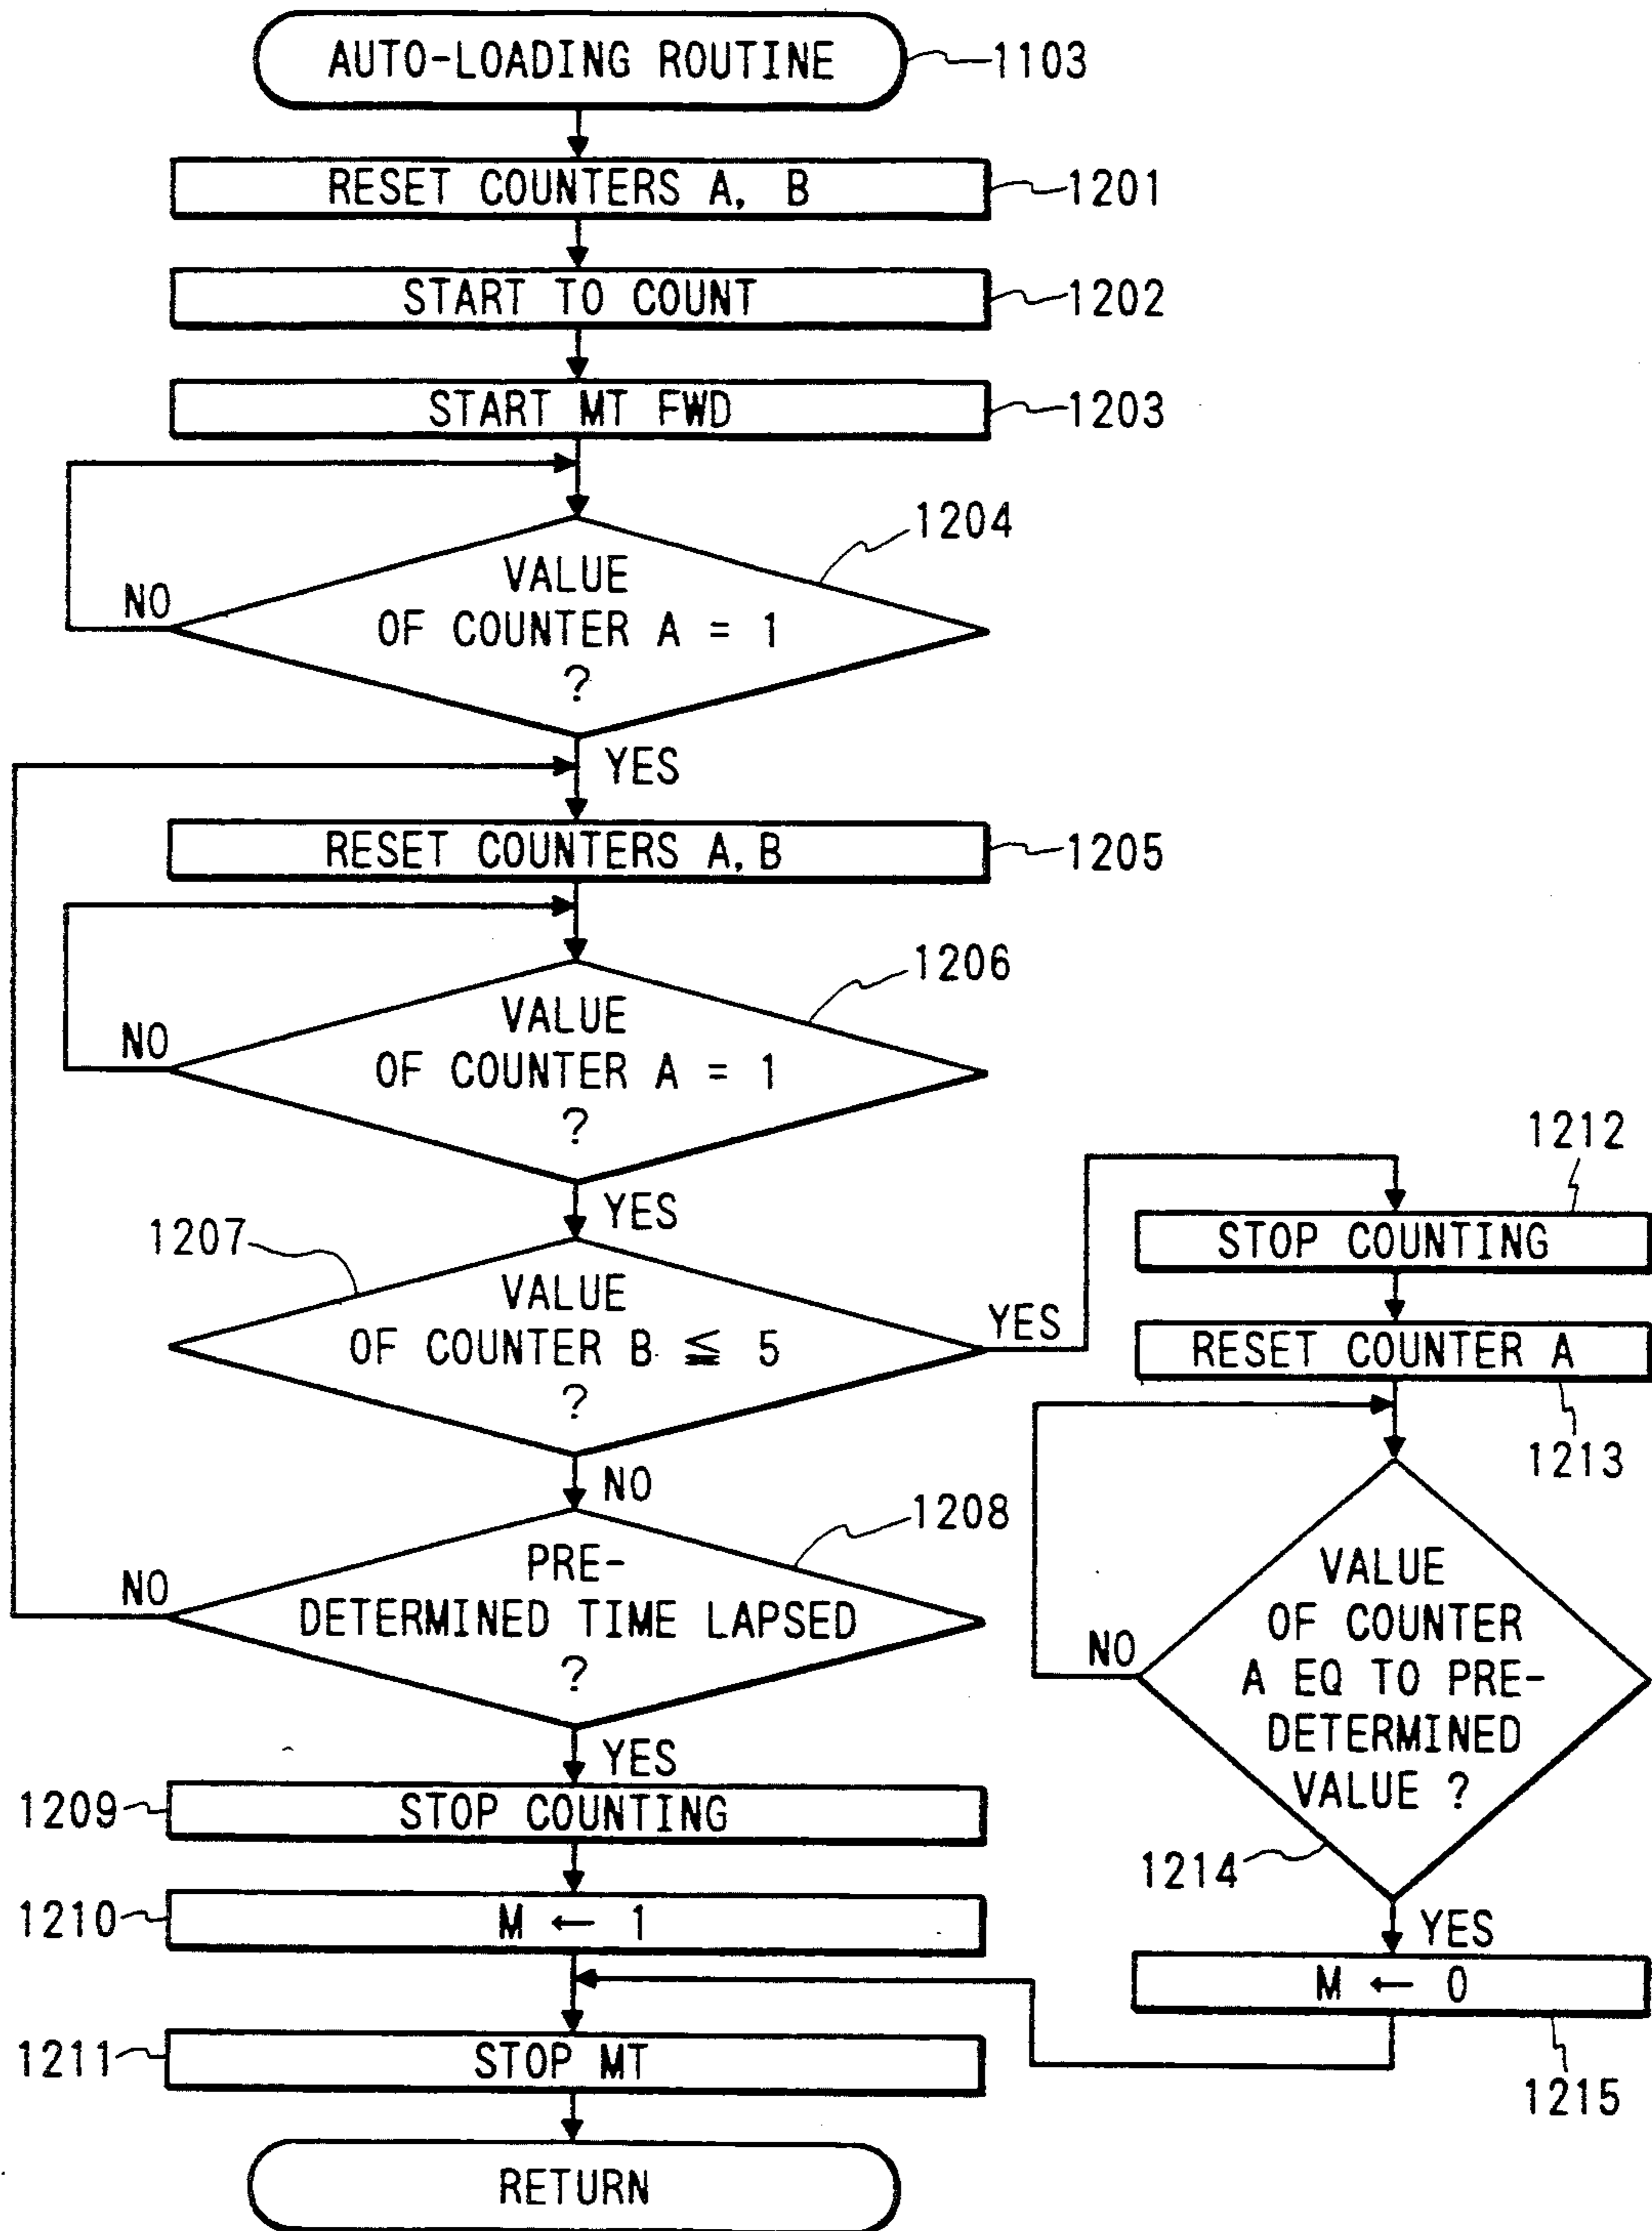 AUTO-LOADING ROUTINE
1103
RESET COUNTERS A, B
1201
START TO COUNT
1202
START MT FWD
1203
1204
VALUE
OF COUNTER A = 1
?
NO
YES
RESET COUNTERS A,B
1205
1206
VALUE
OF COUNTER A = 1
?
NO
YES
1207
VALUE
OF COUNTER B ≦ 5
?
YES
NO
1208
PRE-
DETERMINED TIME LAPSED
?
NO
YES
1209
STOP COUNTING
1210
M ← 1
1211
STOP MT
RETURN
1212
STOP COUNTING
RESET COUNTER A
1213
VALUE
OF COUNTER
A EQ TO PRE-
DETERMINED
VALUE ?
NO
1214
YES
M ← 0
1215